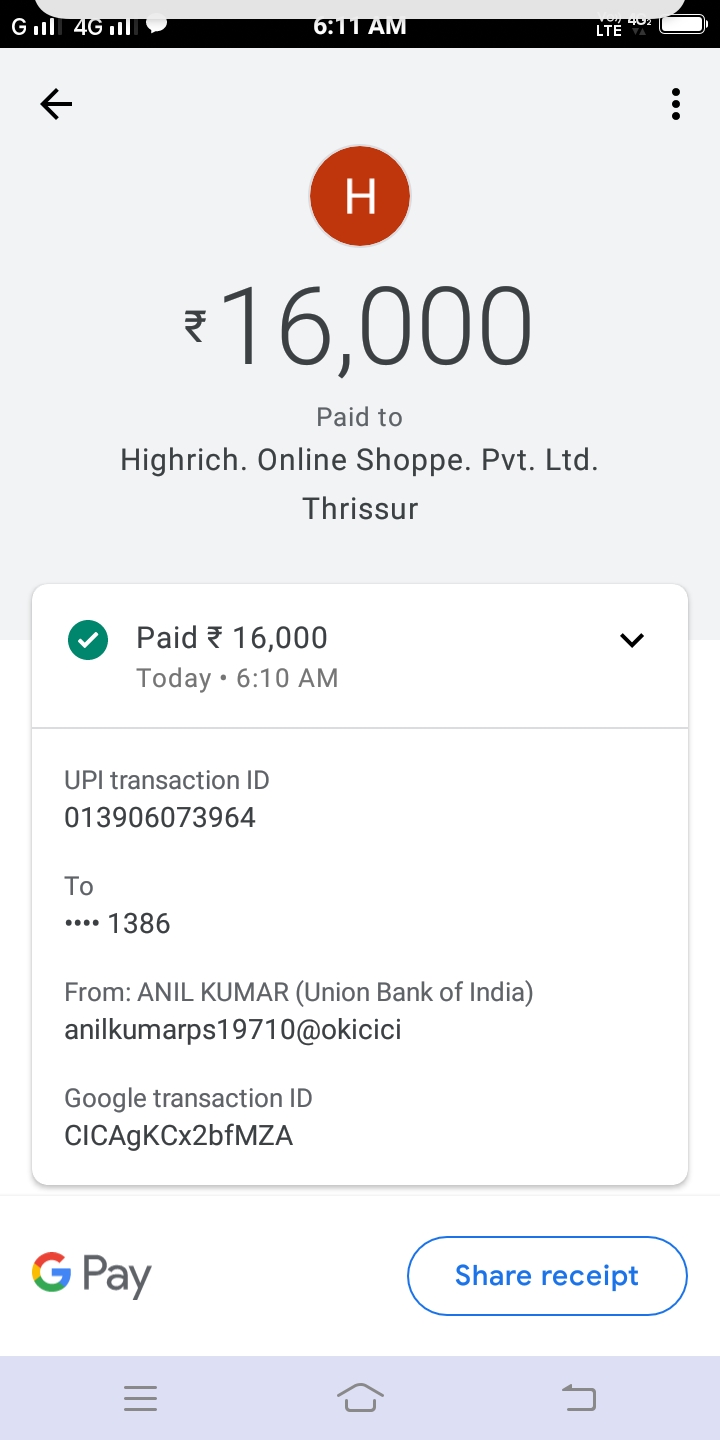 G 4G 6:11 AM LTE 4G2
H
₹16,000
Paid to
Highrich. Online Shoppe. Pvt. Ltd.
Thrissur
Paid ₹ 16,000
Today • 6:10 AM
UPI transaction ID
013906073964
To
•••• 1386
From: ANIL KUMAR (Union Bank of India)
anilkumarps19710@okicici
Google transaction ID
CICAgKCx2bfMZA
G Pay
Share receipt